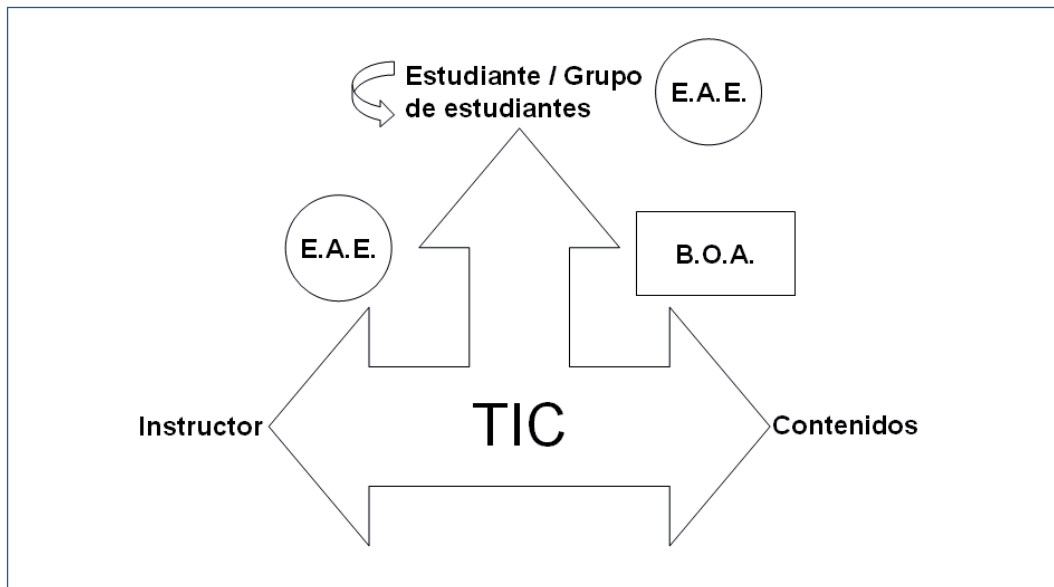 Estudiante / Grupo
de estudiantes
E.A.E.
E.A.E.
B.O.A.
Instructor
TIC
Contenidos